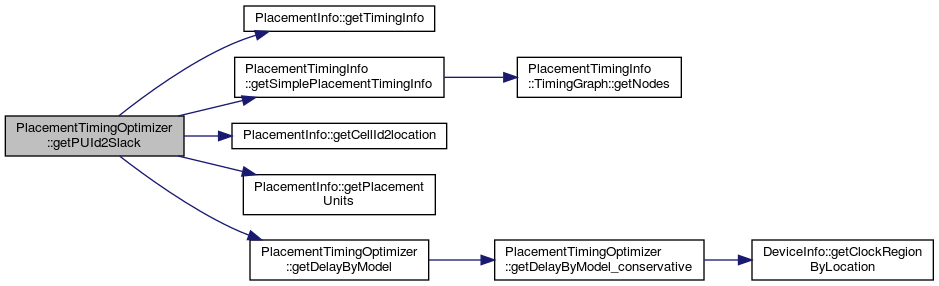 PlacementInfo::getTimingInfo
PlacementTimingInfo
::getSimplePlacementTimingInfo
PlacementTimingInfo
::TimingGraph::getNodes
PlacementTimingOptimizer
::getPUId2Slack
PlacementInfo::getCellId2location
PlacementInfo::getPlacement
Units
PlacementTimingOptimizer
::getDelayByModel
PlacementTimingOptimizer
::getDelayByModel_conservative
DeviceInfo::getClockRegion
ByLocation